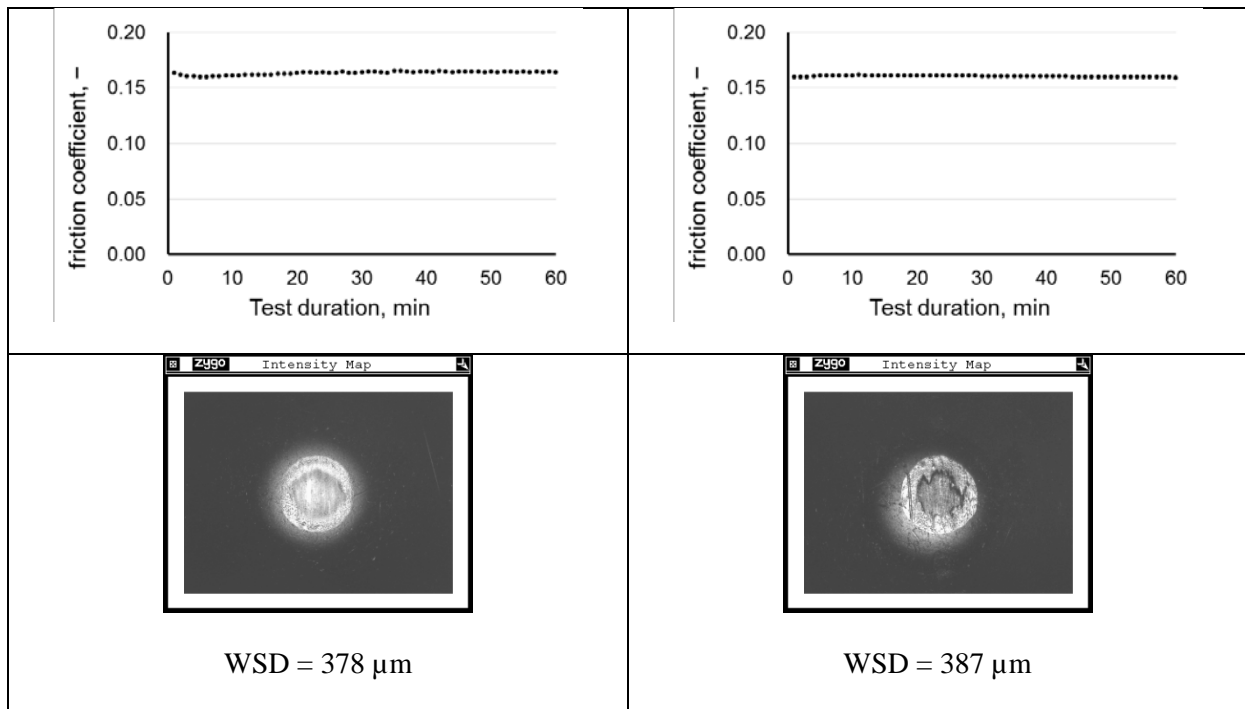 0.20
0.15
0.10
0.05
0.00
friction coefficient, –
0 10 20 30 40 50 60
Test duration, min
0.20
0.15
0.10
0.05
0.00
friction coefficient, –
0 10 20 30 40 50 60
Test duration, min
zygo Intensity Map
WSD = 378 µm
zygo Intensity Map
WSD = 387 µm